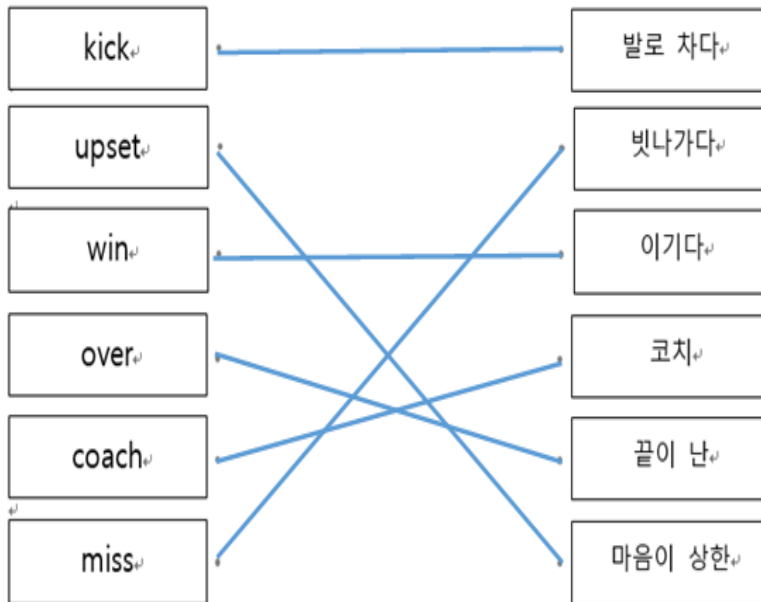 kick 발로 차다
upset 빗나가다
win 이기다
over 코치
coach 끝이 난
miss 마음이 상한